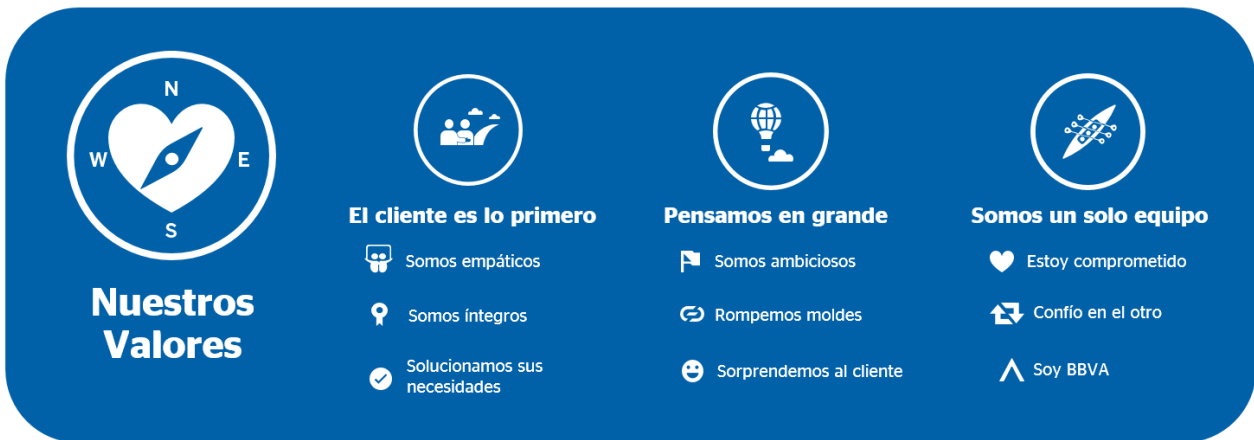 N
W
E
S
Nuestros
Valores
El cliente es lo primero
Somos empáticos
Somos íntegros
Solucionamos sus
necesidades
Pensamos en grande
Somos ambiciosos
Rompemos moldes
Sorprendemos al cliente
Somos un solo equipo
Estoy comprometido
Confío en el otro
Soy BBVA